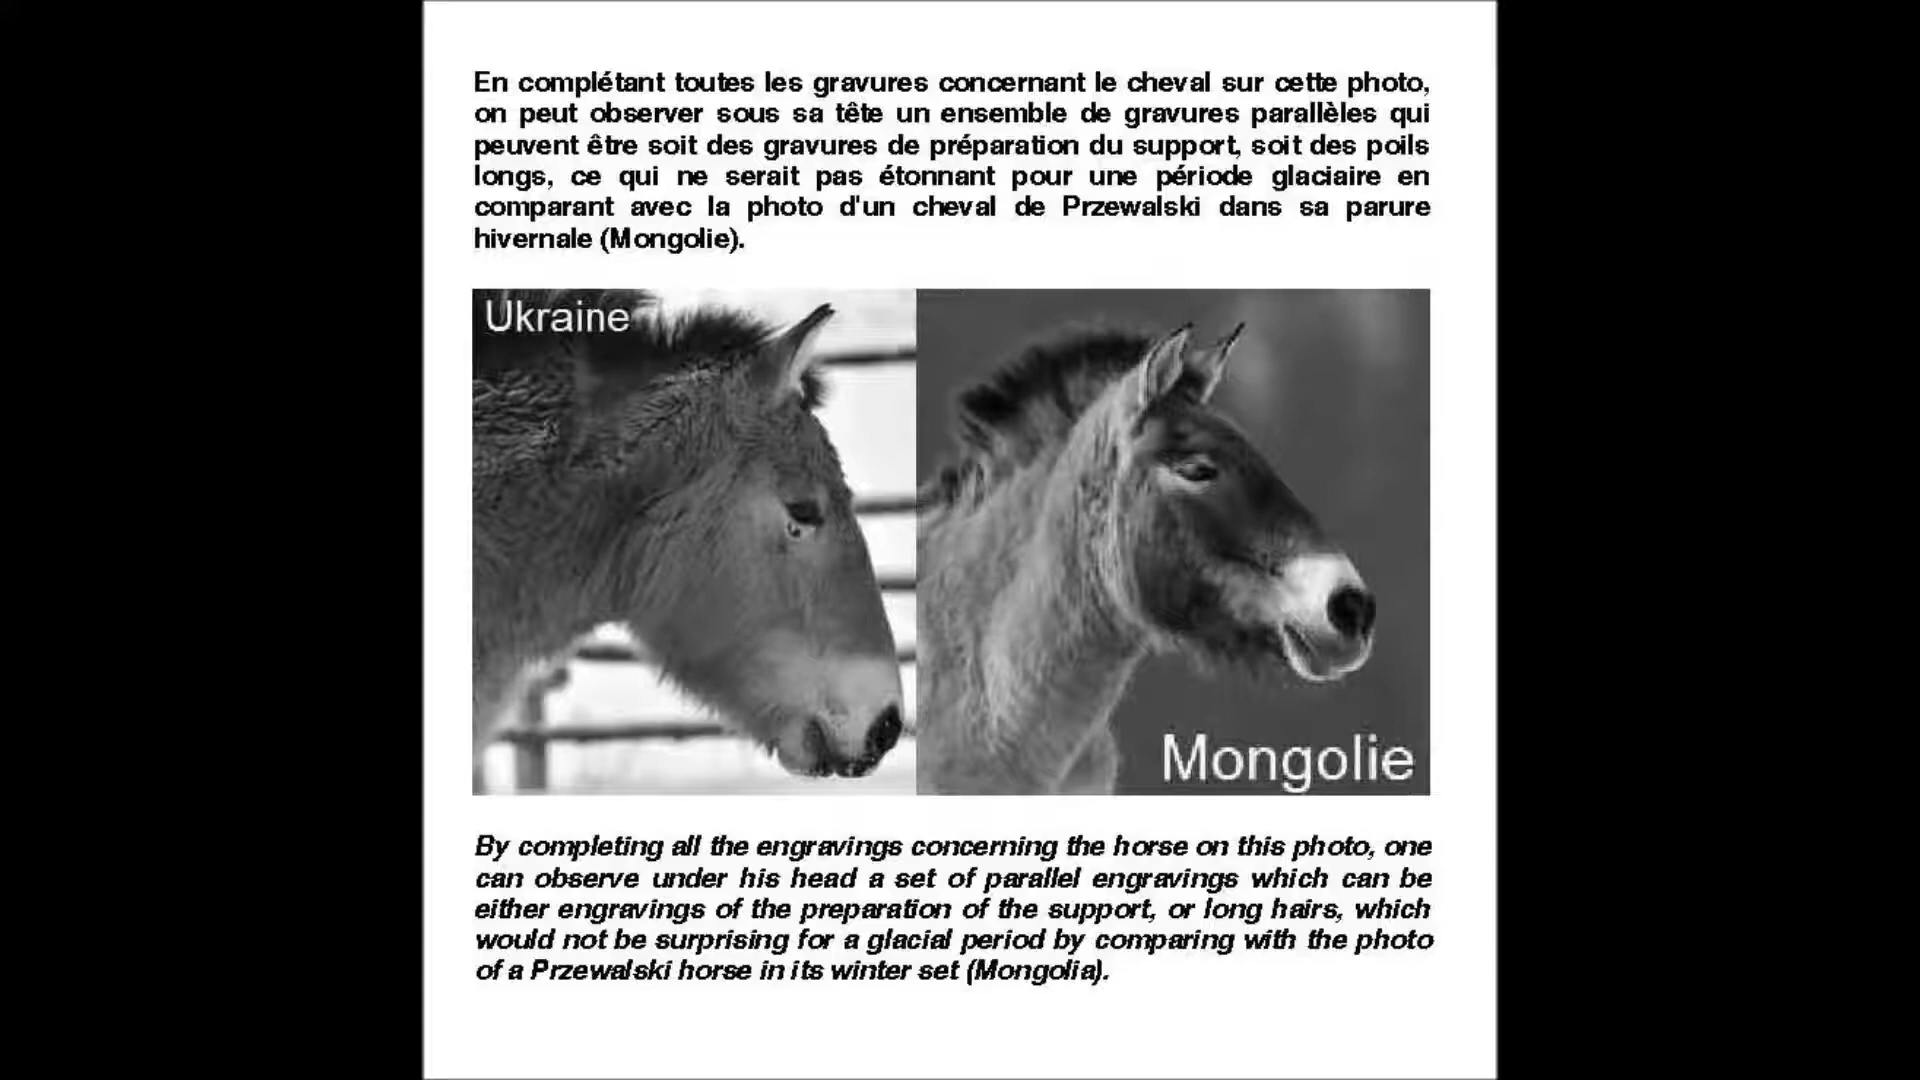 En complétant toutes les gravures concernant le cheval sur cette photo,
on peut observer sous sa tête un ensemble de gravures parallèles qui
peuvent être soit des gravures de préparation du support, soit des poils
longs, ce qui ne serait pas étonnant pour une période glaciaire en
comparant avec la photo d'un cheval de Przewalski dans sa parure
hivernale (Mongolie).
Ukraine
Mongolie
By completing all the engravings concerning the horse on this photo, one
can observe under his head a set of parallel engravings which can be
either engravings of the preparation of the support, or long hairs, which
would not be surprising for a glacial period by comparing with the photo
of a Przewalski horse in its winter set (Mongolia).